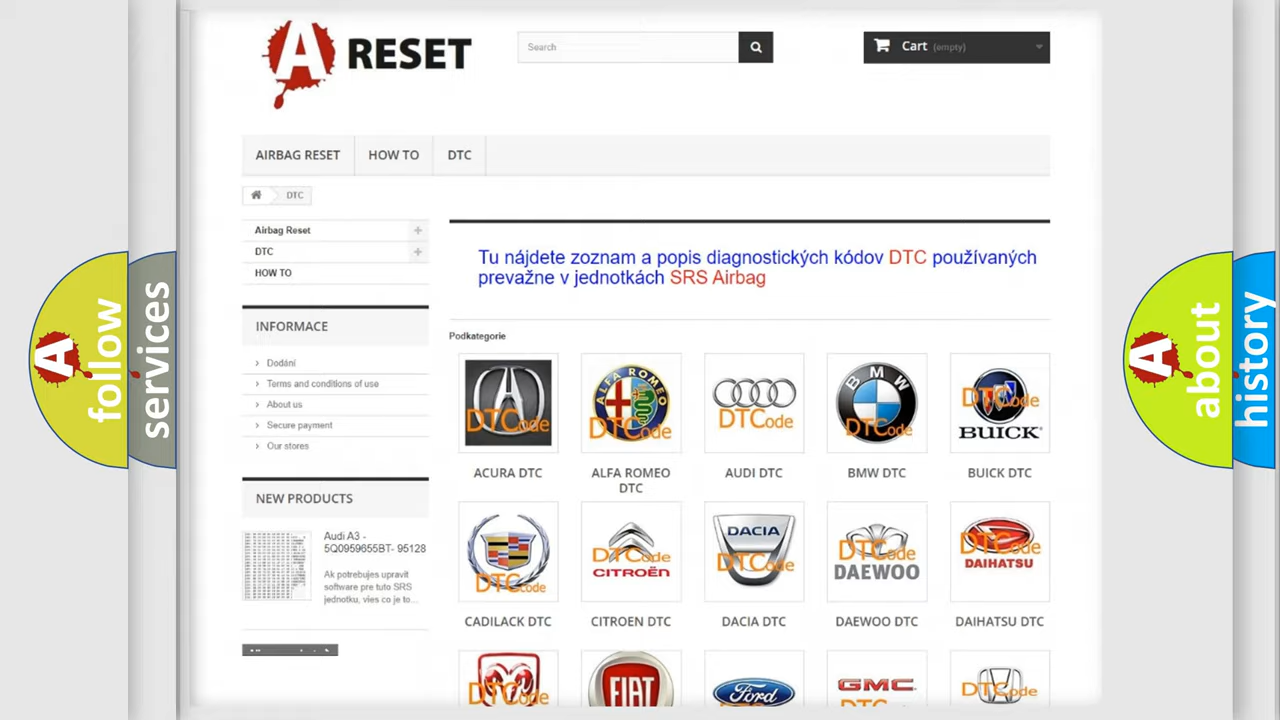 A RESET
Search
Cart (empty)
AIRBAG RESET
HOW TO
DTC
DTC
Airbag Reset
DTC
HOW TO
INFORMACE
Dodání
Terms and conditions of use
About us
Secure payment
Our stores
NEW PRODUCTS
Audi A3 -
5Q0959655BT- 95128
Ak potrebujes upravit
software pre tuto SRS
jednotku, vies co je to...
Tu nájdete zoznam a popis diagnostických kódov DTC používaných
prevažne v jednotkách SRS Airbag
Podkategorie
DTCode
ALFA ROMEO
DTCode
DTCode
BMW
DTCode
DTCode
BUICK
ACURA DTC
ALFA ROMEO
DTC
AUDI DTC
BMW DTC
BUICK DTC
DTCode
DTCode
CITROËN
DACIA
DTCode
DTCode
DAEWOO
DTCode
DAIHATSU
CADILACK DTC
CITROEN DTC
DACIA DTC
DAEWOO DTC
DAIHATSU DTC
DTCode
FIAT
Ford
GMC
DTCode
A
follow
services
A
about
history